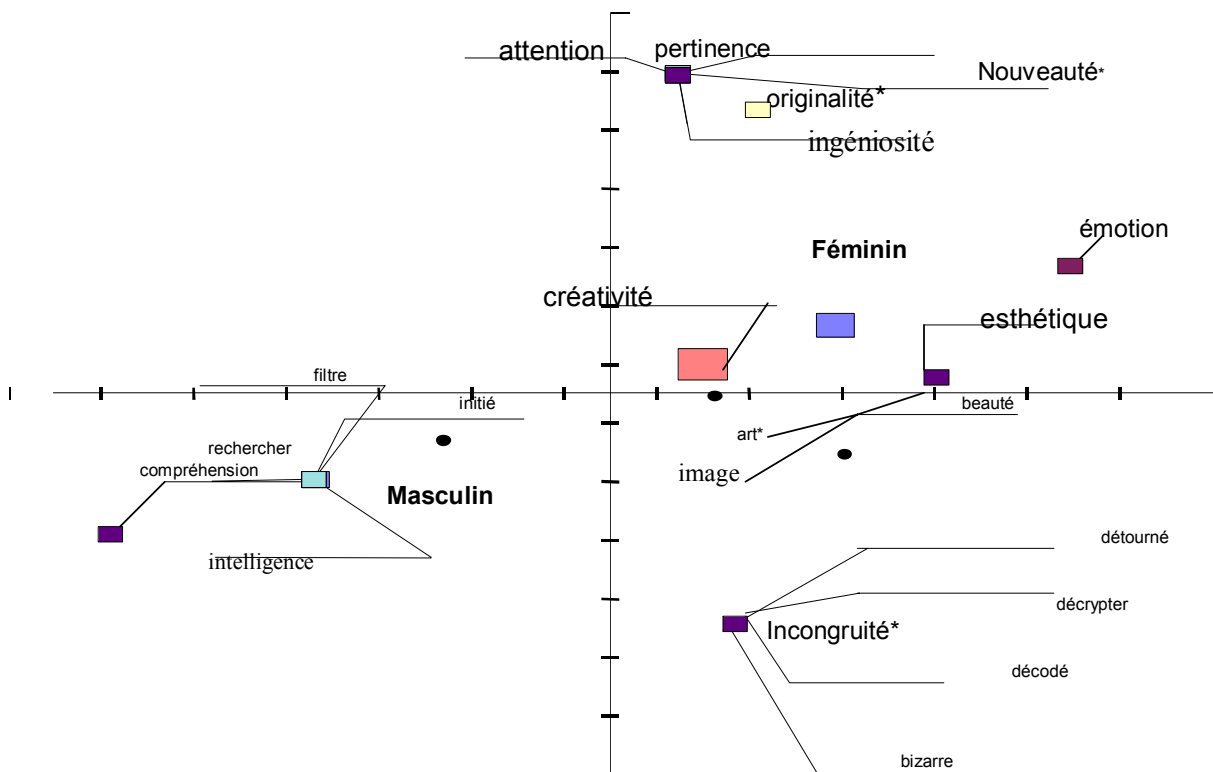 attention
pertinence
Nouveauté*
originalité*
ingéniosité
émotion
Féminin
créativité
esthétique
filtre
initié
beauté
art*
rechercher
compréhension
image
Masculin
intelligence
détourné
décrypter
Incongruité*
décodé
bizarre